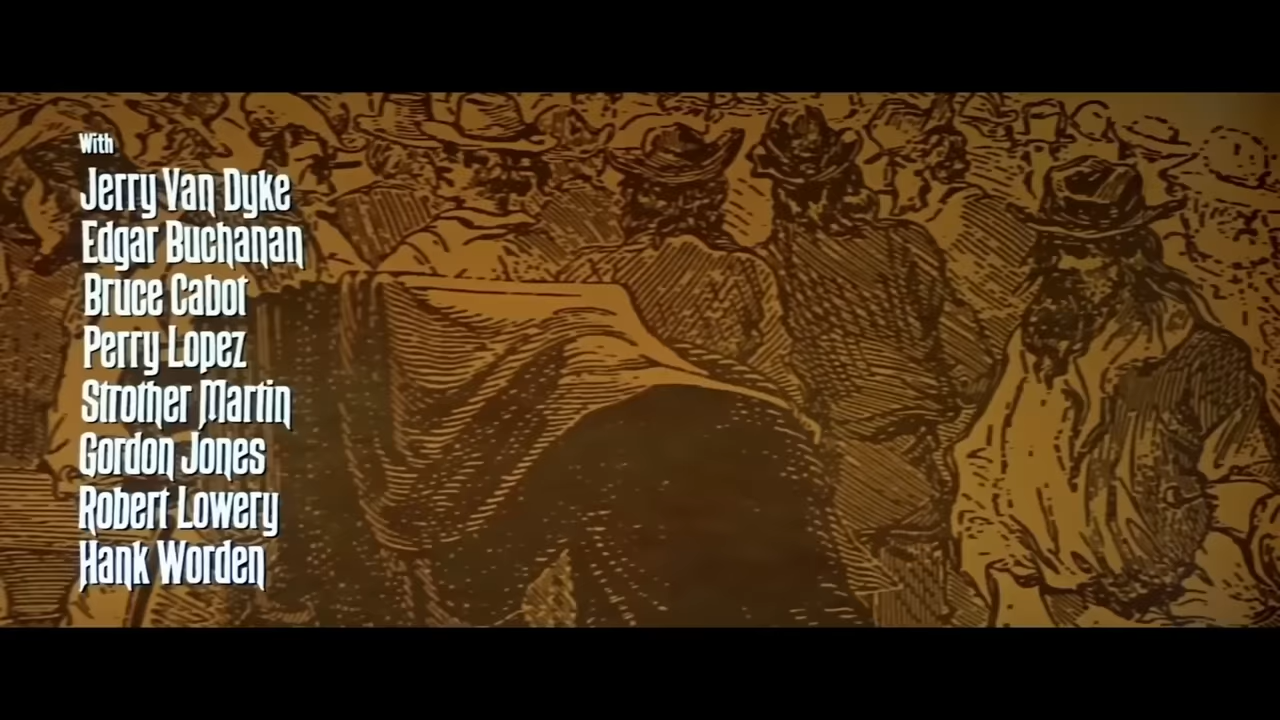 With
Jerry Van Dyke
Edgar Buchanan
Bruce Cabot
Perry Lopez
Strother Martin
Gordon Jones
Robert Lowery
Hank Worden